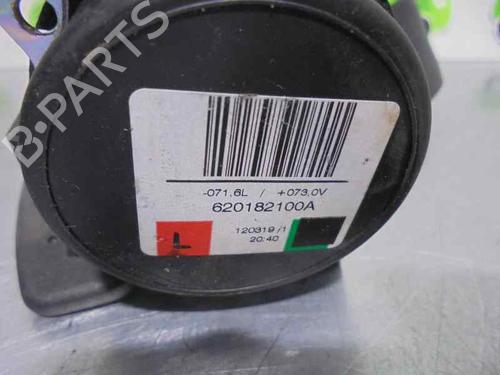 B-PARTS
-071,6L / +073,0V
620182100A
L
120319 /1
20:40